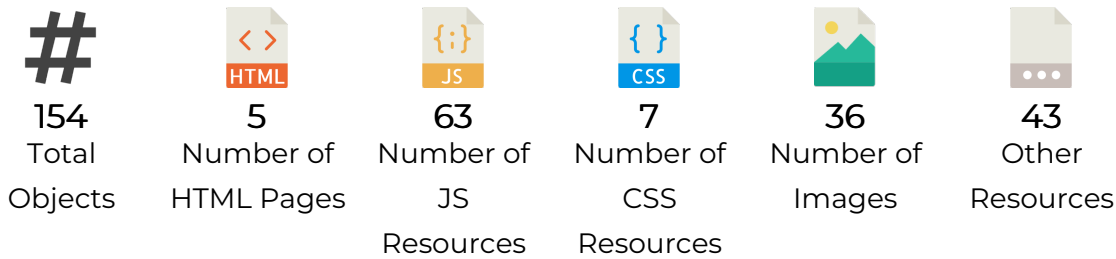 #
< >
HTML
{;}
JS
{ }
CSS
154
5
63
7
36
43
Total
Objects
Number of
HTML Pages
Number of
JS
Resources
Number of
CSS
Resources
Number of
Images
Other
Resources